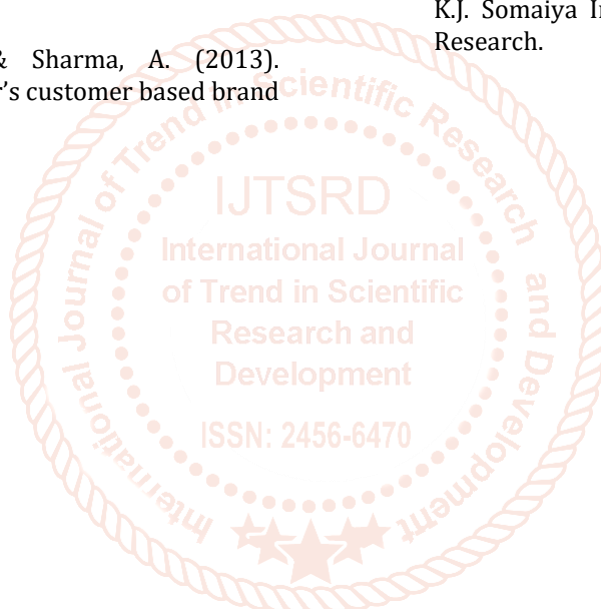 & Sharma, A. (2013).
r's customer based brand
K.J. Somaiya In
Research.
International Journal of Trend in Scientific Research and Development
IJTSRD
International Journal
of Trend in Scientific
Research and
Development
ISSN: 2456-6470